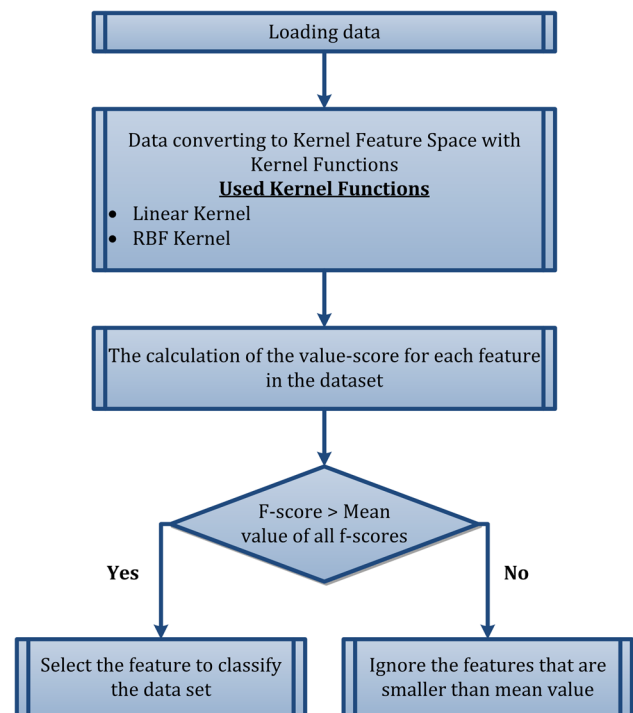 Loading data
Data converting to Kernel Feature Space with
Kernel Functions
Used Kernel Functions
• Linear Kernel
• RBF Kernel
The calculation of the value-score for each feature
in the dataset
F-score > Mean
value of all f-scores
Yes
No
Select the feature to classify
the data set
Ignore the features that are
smaller than mean value